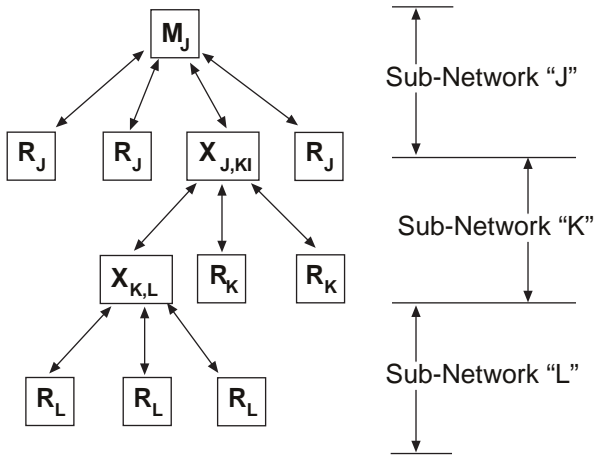 M_J
Sub-Network “J”
R_J R_J X_J,KI R_J
Sub-Network “K”
X_K,L R_K R_K
Sub-Network “L”
R_L R_L R_L